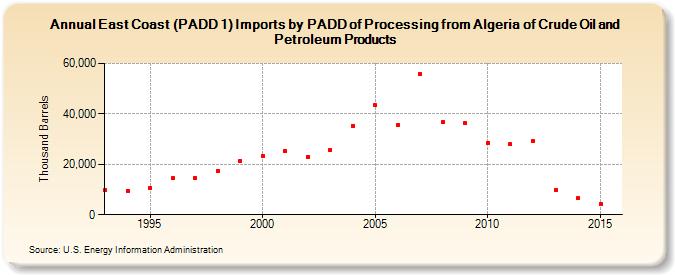 Annual East Coast (PADD 1) Imports by PADD of Processing from Algeria of Crude Oil and
Petroleum Products
Thousand Barrels
60,000
40,000
20,000
0
1995
2000
2005
2010
2015
Source: U.S. Energy Information Administration